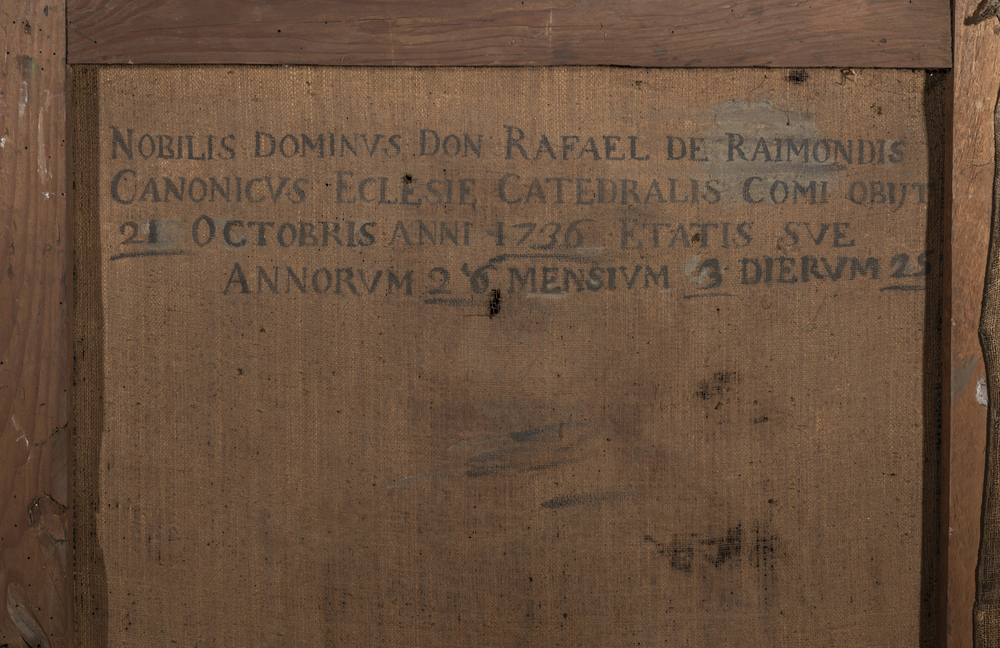 NOBILIS DOMINVS DON RAFAEL DE RAIMONDIS
CANONICVS ECLESIE CATEDRALIS COMI OBIJT
21 OCTOBRIS ANNI 1736 ETATIS SVE
ANNORVM 26 MENSIVM 3 DIERVM 25